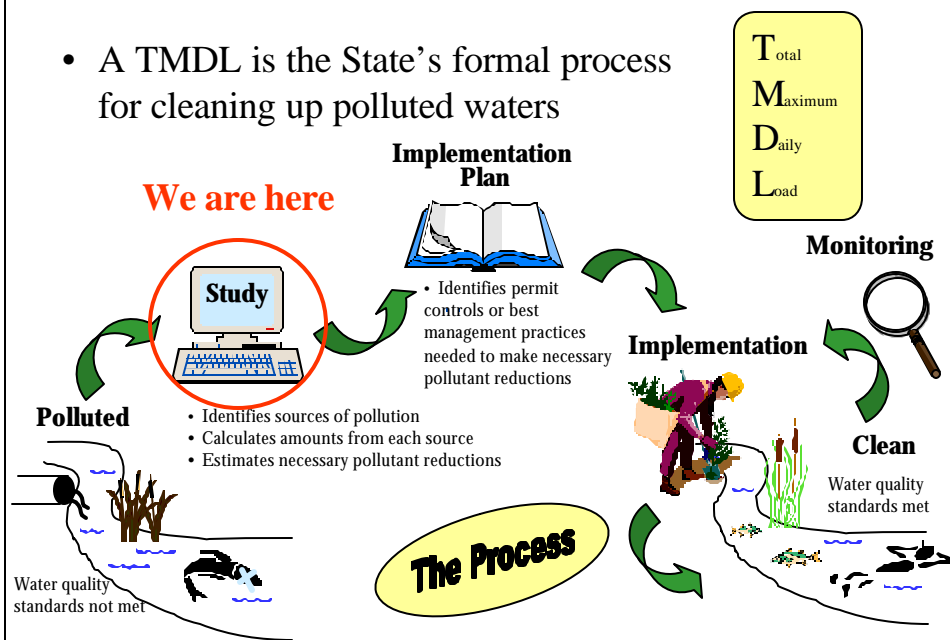 • A TMDL is the State's formal process
for cleaning up polluted waters
Total
Maximum
Daily
Load
We are here
Implementation
Plan
Monitoring
Study
• Identifies permit
controls or best
management practices
needed to make necessary
pollutant reductions
Implementation
Polluted
• Identifies sources of pollution
• Calculates amounts from each source
• Estimates necessary pollutant reductions
Clean
Water quality
standards met
The Process
Water quality
standards not met